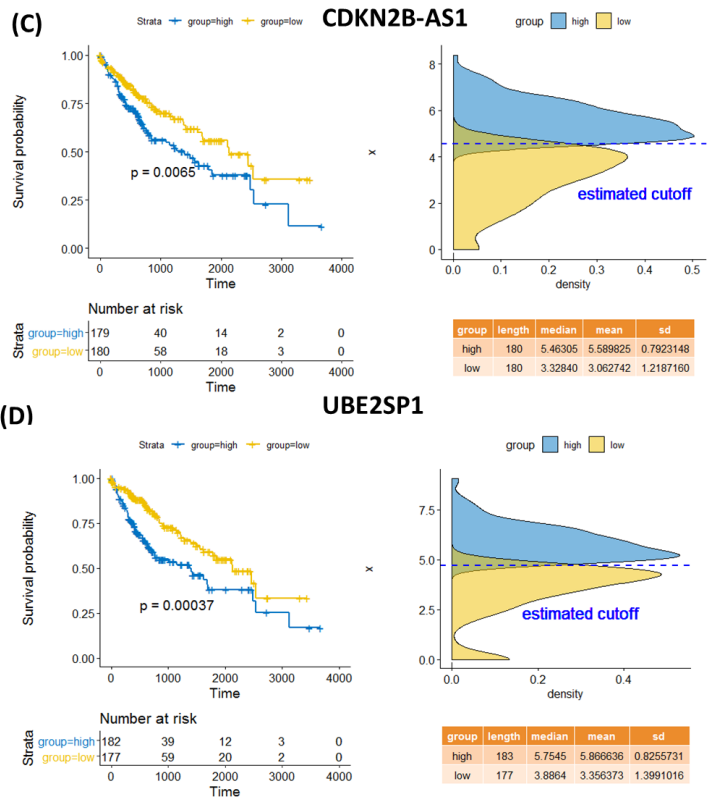 (C)
CDKN2B-AS1
Strata group=high group=low
Survival probability
1.00
0.75
0.50
0.25
0.00
p = 0.0065
0 1000 2000 3000 4000
Time
group high low
x
8
6
4
2
0
estimated cutoff
0.0 0.1 0.2 0.3 0.4 0.5
density
Number at risk
Strata
group=high 179 40 14 2 0
group=low 180 58 18 3 0
0 1000 2000 3000 4000
Time
group length median mean sd
high 180 5.46305 5.589825 0.7923148
low 180 3.32840 3.062742 1.2187160
(D)
UBE2SP1
Strata group=high group=low
Survival probability
1.00
0.75
0.50
0.25
0.00
p = 0.00037
0 1000 2000 3000 4000
Time
group high low
x
7.5
5.0
2.5
0.0
estimated cutoff
0.0 0.2 0.4
density
Number at risk
Strata
group=high 182 39 12 3 0
group=low 177 59 20 2 0
0 1000 2000 3000 4000
Time
group length median mean sd
high 183 5.7545 5.866636 0.8255731
low 177 3.8864 3.356373 1.3991016